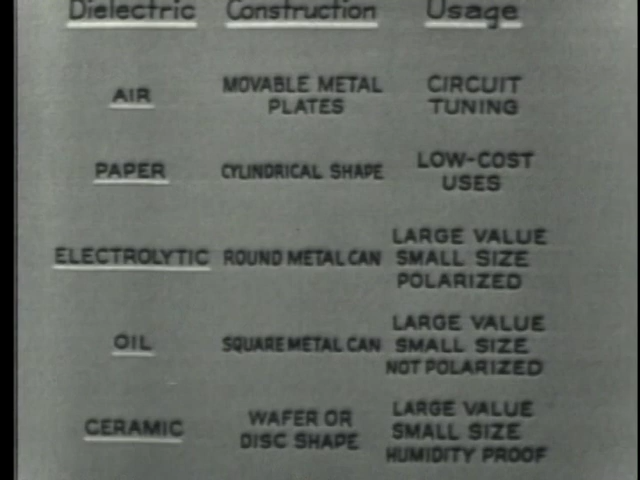 Dielectric Construction Usage
AIR MOVABLE METAL PLATES CIRCUIT TUNING
PAPER CYLINDRICAL SHAPE LOW-COST USES
ELECTROLYTIC ROUND METAL CAN LARGE VALUE SMALL SIZE POLARIZED
OIL SQUARE METAL CAN LARGE VALUE SMALL SIZE NOT POLARIZED
CERAMIC WAFER OR DISC SHAPE LARGE VALUE SMALL SIZE HUMIDITY PROOF